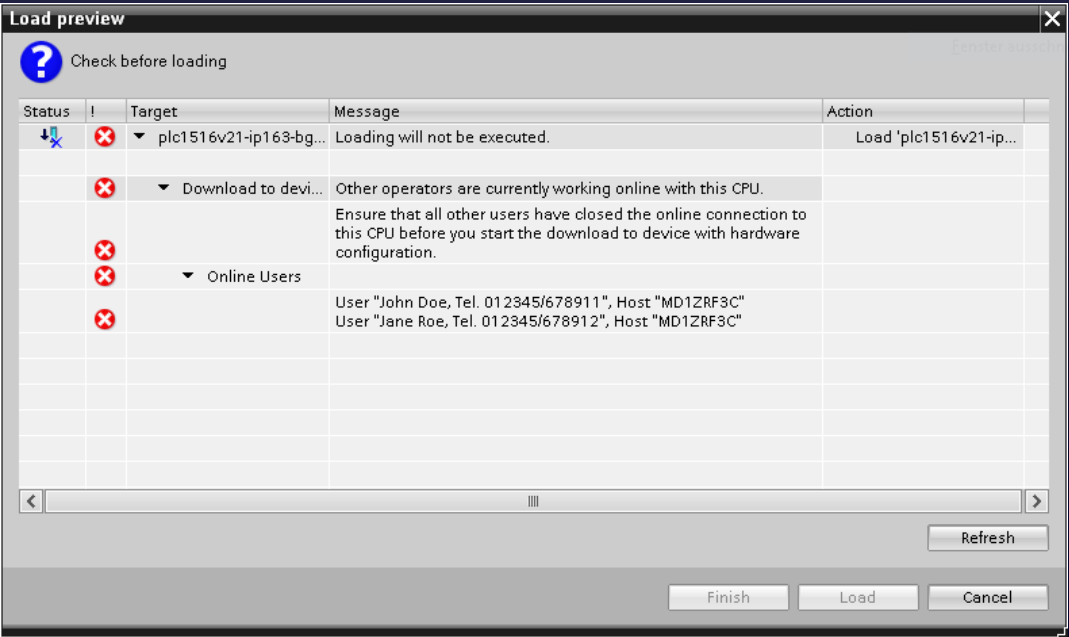 Load preview
Check before loading
Status ! Target Message Action
plc1516v21-ip163-bg... Loading will not be executed. Load 'plc1516v21-ip...
Download to devi... Other operators are currently working online with this CPU.
Ensure that all other users have closed the online connection to
this CPU before you start the download to device with hardware
configuration.
Online Users
User "John Doe, Tel. 012345/678911", Host "MD1ZRF3C"
User "Jane Roe, Tel. 012345/678912", Host "MD1ZRF3C"
Refresh
Finish Load Cancel